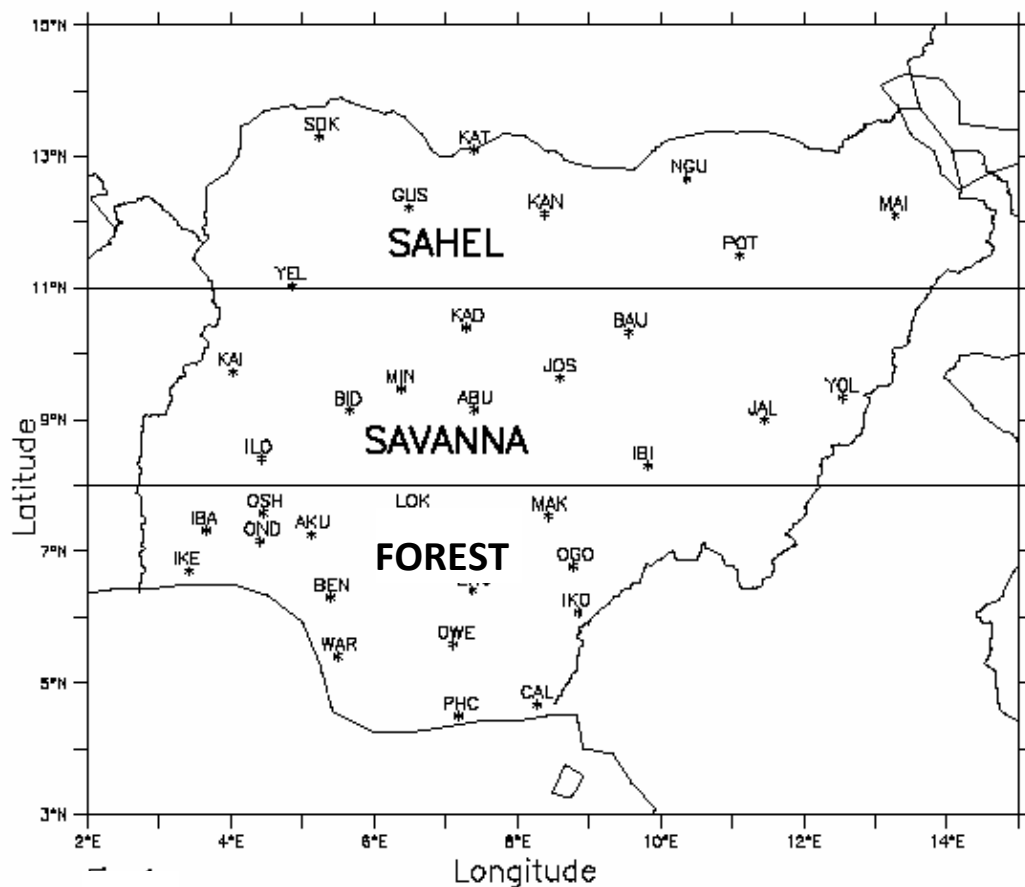 15°N
SOK
KAT
13°N
NGU
GUS
KAN
MAI
SAHEL
POT
YEL
11°N
KAD
BAU
KAI
JOS
MIN
YOL
BID
ABU
9°N
JAL
SAVANNA
ILO
IBI
OSH
LOK
MAK
IBA
OND
AKU
7°N
FOREST
IKE
OGO
BEN
IKO
OWE
WAR
5°N
CAL
PHC
3°N
2°E
4°E
6°E
8°E
10°E
12°E
14°E
Longitude
Latitude